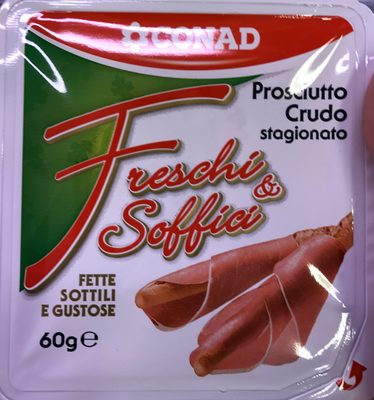 CONAD
Prosciutto
Crudo
stagionato
Freschi
& Soffici
FETTE
SOTTILI
E GUSTOSE
60g e